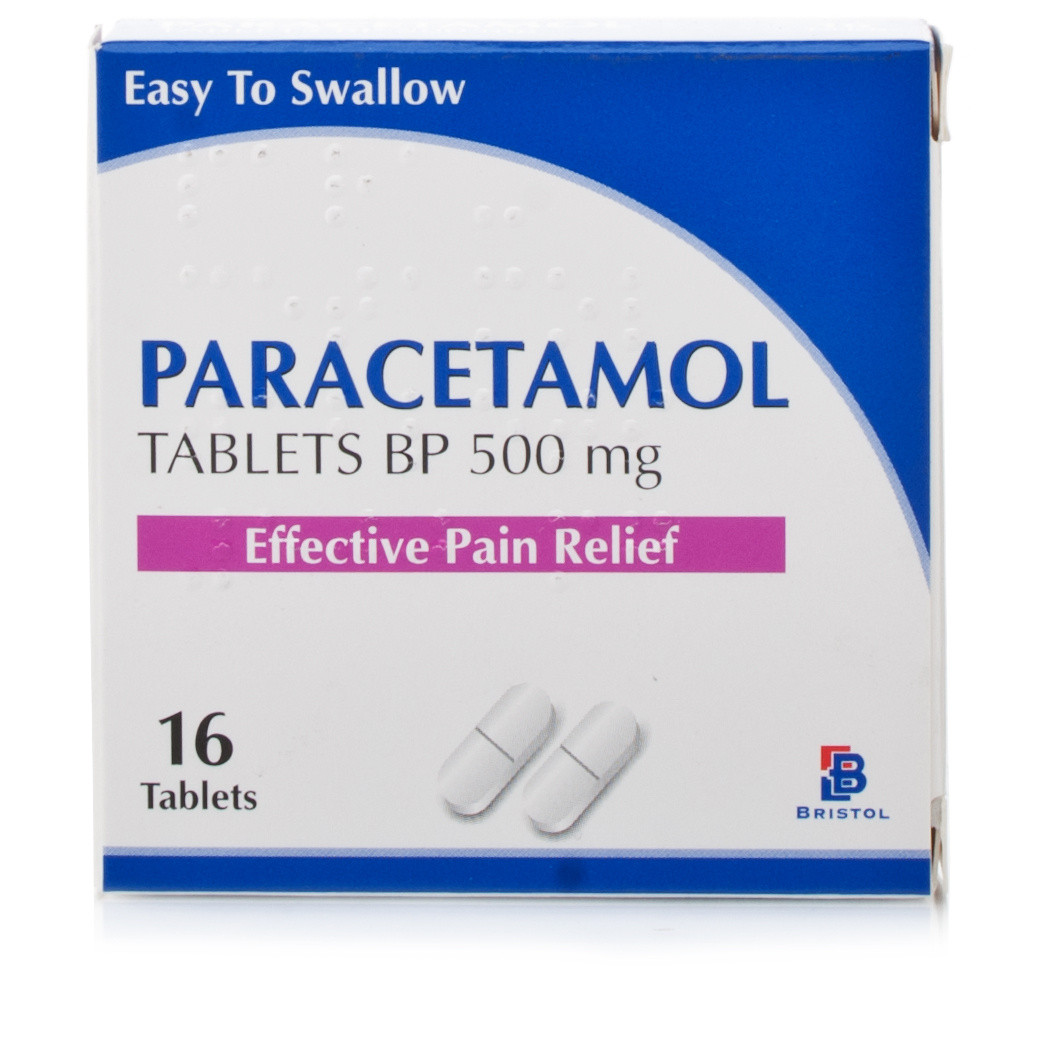 Easy To Swallow
PARACETAMOL
TABLETS BP 500 mg
Effective Pain Relief
16
Tablets
B
BRISTOL